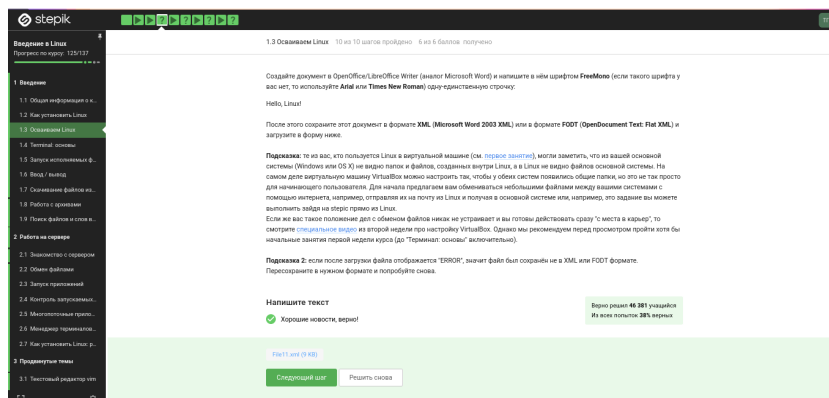 stepik
Введение в Linux
Прогресс по курсу: 125/137
1 Введение
1.1 Общая информация о к...
1.2 Как установить Linux
1.3 Осваиваем Linux
1.4 Terminal: основы
1.5 Запуск исполняемых ф...
1.6 Ввод / вывод
1.7 Скачивание файлов из...
1.8 Работа с архивами
1.9 Поиск файлов и слов в...
2 Работа на сервере
2.1 Знакомство с сервером
2.2 Обмен файлами
2.3 Запуск приложений
2.4 Контроль запускаемых...
2.5 Многопоточные прило...
2.6 Менеджер терминалов...
2.7 Как установить Linux: р...
3 Продвинутые темы
3.1 Текстовый редактор vim
1.3 Осваиваем Linux 10 из 10 шагов пройдено 6 из 6 баллов получено
Создайте документ в OpenOffice/LibreOffice Writer (аналог Microsoft Word) и напишите в нём шрифтом FreeMono (если такого шрифта у
вас нет, то используйте Arial или Times New Roman) одну-единственную строчку:
Hello, Linux!
После этого сохраните этот документ в формате XML (Microsoft Word 2003 XML) или в формате FODT (OpenDocument Text: Flat XML) и
загрузите в форму ниже.
Подсказка: те из вас, кто пользуется Linux в виртуальной машине (см. первое занятие), могли заметить, что из вашей основной
системы (Windows или OS X) не видно папок и файлов, созданных внутри Linux, а в Linux не видно файлов основной системы. На
самом деле виртуальную машину VirtualBox можно настроить так, чтобы у обеих систем появились общие папки, но это не так просто
для начинающего пользователя. Для начала предлагаем вам обмениваться небольшими файлами между вашими системами с
помощью интернета, например, отправляя их на почту из Linux и получая в основной системе или, например, это задание вы можете
выполнить зайдя на stepic прямо из Linux.
Если же вас такое положение дел с обменом файлов никак не устраивает и вы готовы действовать сразу "с места в карьер", то
смотрите специальное видео из второй недели про настройку VirtualBox. Однако мы рекомендуем перед просмотром пройти хотя бы
начальные занятия первой недели курса (до "Терминал: основы" включительно).
Подсказка 2: если после загрузки файла отображается "ERROR", значит файл был сохранён не в XML или FODT формате.
Пересохраните в нужном формате и попробуйте снова.
Напишите текст
Хорошие новости, верно!
Верно решил 46 381 учащийся
Из всех попыток 38% верных
File11.xml (9 KB)
Следующий шаг Решить снова